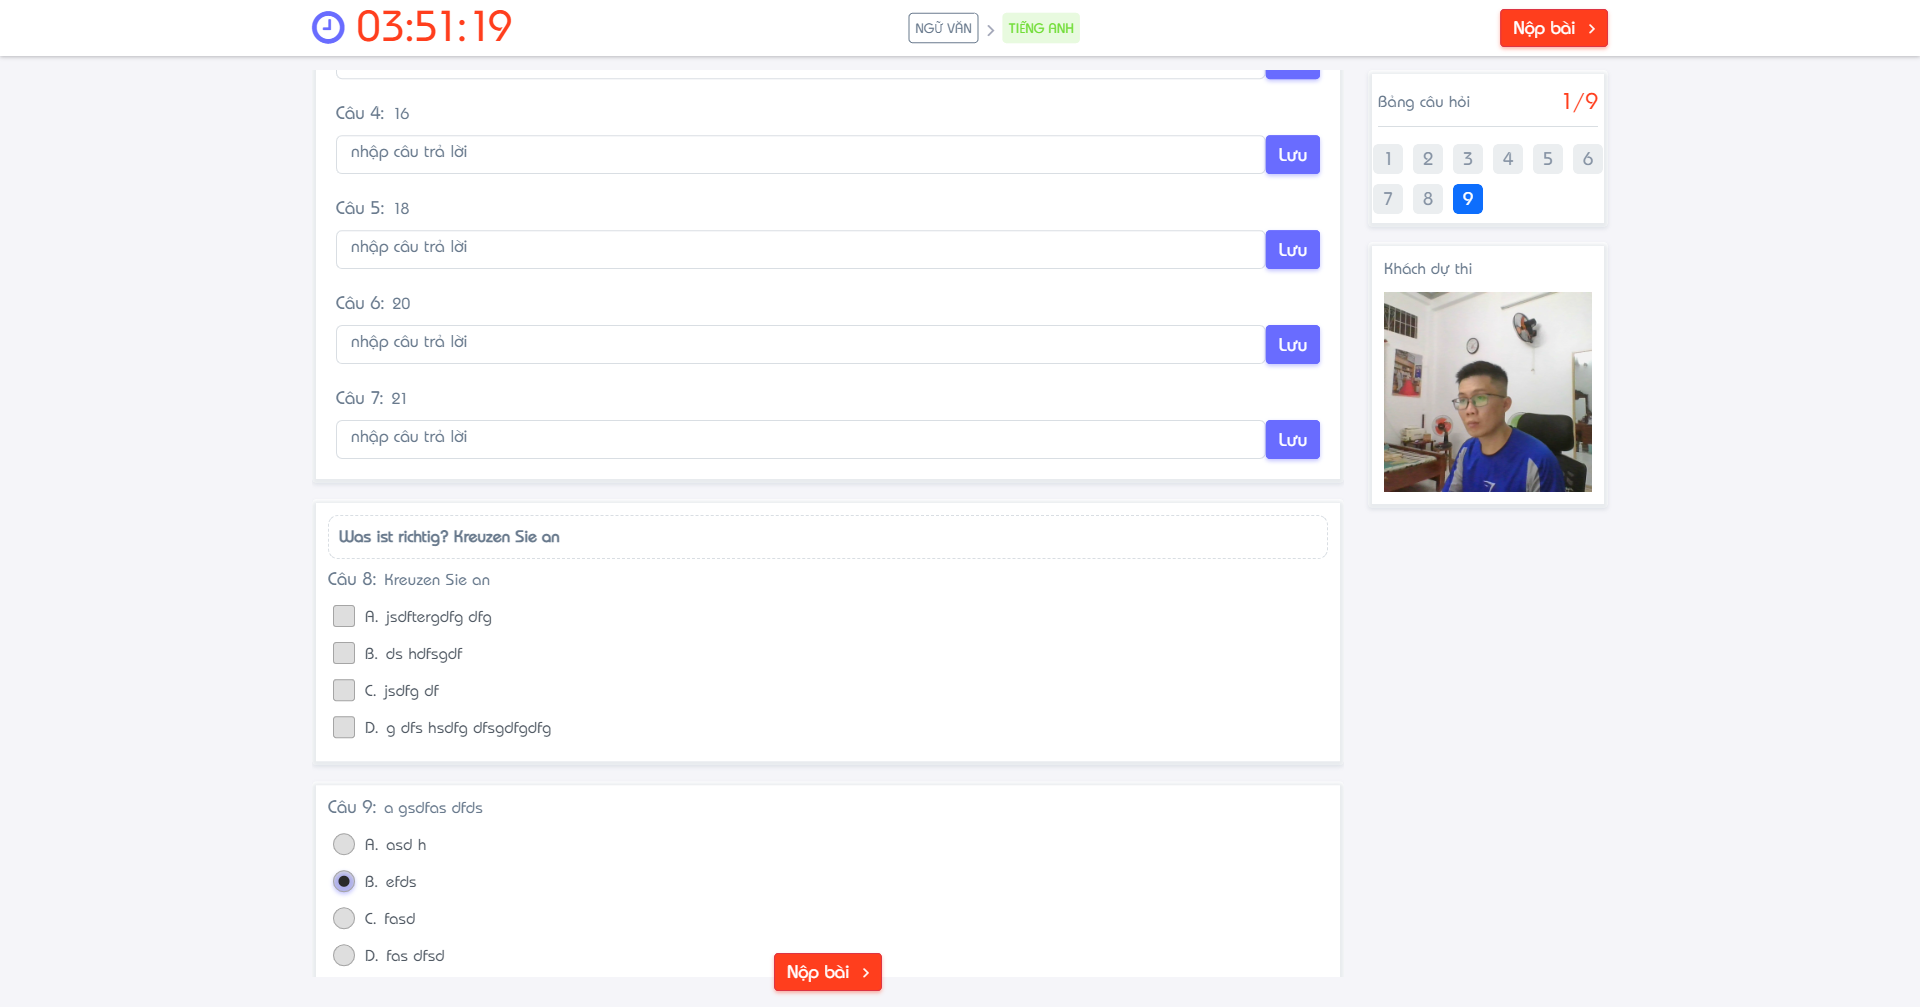 03:51:19
NGỮ VĂN > TIẾNG ANH
Nộp bài >
Câu 4: 16
nhập câu trả lời Lưu
Câu 5: 18
nhập câu trả lời Lưu
Câu 6: 20
nhập câu trả lời Lưu
Câu 7: 21
nhập câu trả lời Lưu
Was ist richtig? Kreuzen Sie an
Câu 8: Kreuzen Sie an
A. jsdftergdfg dfg
B. ds hdfsgdf
C. jsdfg df
D. g dfs hsdfg dfsgdfgdfg
Câu 9: a gsdfas dfds
A. asd h
B. efds
C. fasd
D. fas dfsd
Nộp bài >
Bảng câu hỏi 1/9
1 2 3 4 5 6
7 8 9
Khách dự thi